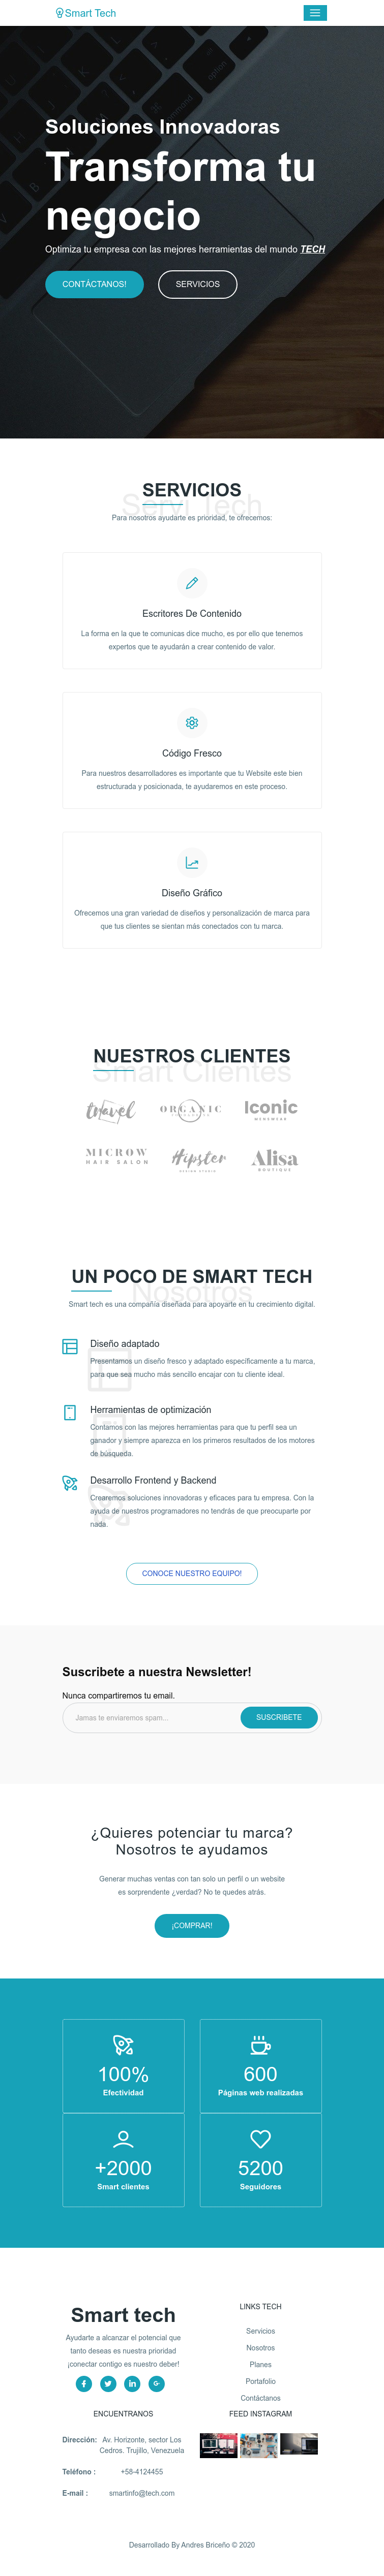 Smart Tech
Soluciones Innovadoras
Transforma tu
negocio
Optimiza tu empresa con las mejores herramientas del mundo TECH
CONTÁCTANOS!
SERVICIOS
option
command
SERVICIOS
Servi Tech
Para nosotros ayudarte es prioridad, te ofrecemos:
Escritores De Contenido
La forma en la que te comunicas dice mucho, es por ello que tenemos
expertos que te ayudarán a crear contenido de valor.
Código Fresco
Para nuestros desarrolladores es importante que tu Website este bien
estructurada y posicionada, te ayudaremos en este proceso.
Diseño Gráfico
Ofrecemos una gran variedad de diseños y personalización de marca para
que tus clientes se sientan más conectados con tu marca.
NUESTROS CLIENTES
Smart Clientes
travel
ORGANIC
Iconic
MENSWEAR
MICROW
HAIR SALON
Hipster
DESIGN STUDIO
Alisa
BOUTIQUE
UN POCO DE SMART TECH
Nosotros
Smart tech es una compañía diseñada para apoyarte en tu crecimiento digital.
Diseño adaptado
Presentamos un diseño fresco y adaptado específicamente a tu marca,
para que sea mucho más sencillo encajar con tu cliente ideal.
Herramientas de optimización
Contamos con las mejores herramientas para que tu perfil sea un
ganador y siempre aparezca en los primeros resultados de los motores
de búsqueda.
Desarrollo Frontend y Backend
Crearemos soluciones innovadoras y eficaces para tu empresa. Con la
ayuda de nuestros programadores no tendrás de que preocuparte por
nada.
CONOCE NUESTRO EQUIPO!
Suscribete a nuestra Newsletter!
Nunca compartiremos tu email.
Jamas te enviaremos spam...
SUSCRIBETE
¿Quieres potenciar tu marca?
Nosotros te ayudamos
Generar muchas ventas con tan solo un perfil o un website
es sorprendente ¿verdad? No te quedes atrás.
¡COMPRAR!
100%
Efectividad
600
Páginas web realizadas
+2000
Smart clientes
5200
Seguidores
Smart tech
Ayudarte a alcanzar el potencial que
tanto deseas es nuestra prioridad
¡conectar contigo es nuestro deber!
LINKS TECH
Servicios
Nosotros
Planes
Portafolio
Contáctanos
ENCUENTRANOS
Dirección: Av. Horizonte, sector Los
Cedros. Trujillo, Venezuela
Teléfono : +58-4124455
E-mail : smartinfo@tech.com
FEED INSTAGRAM
Desarrollado By Andres Briceño © 2020